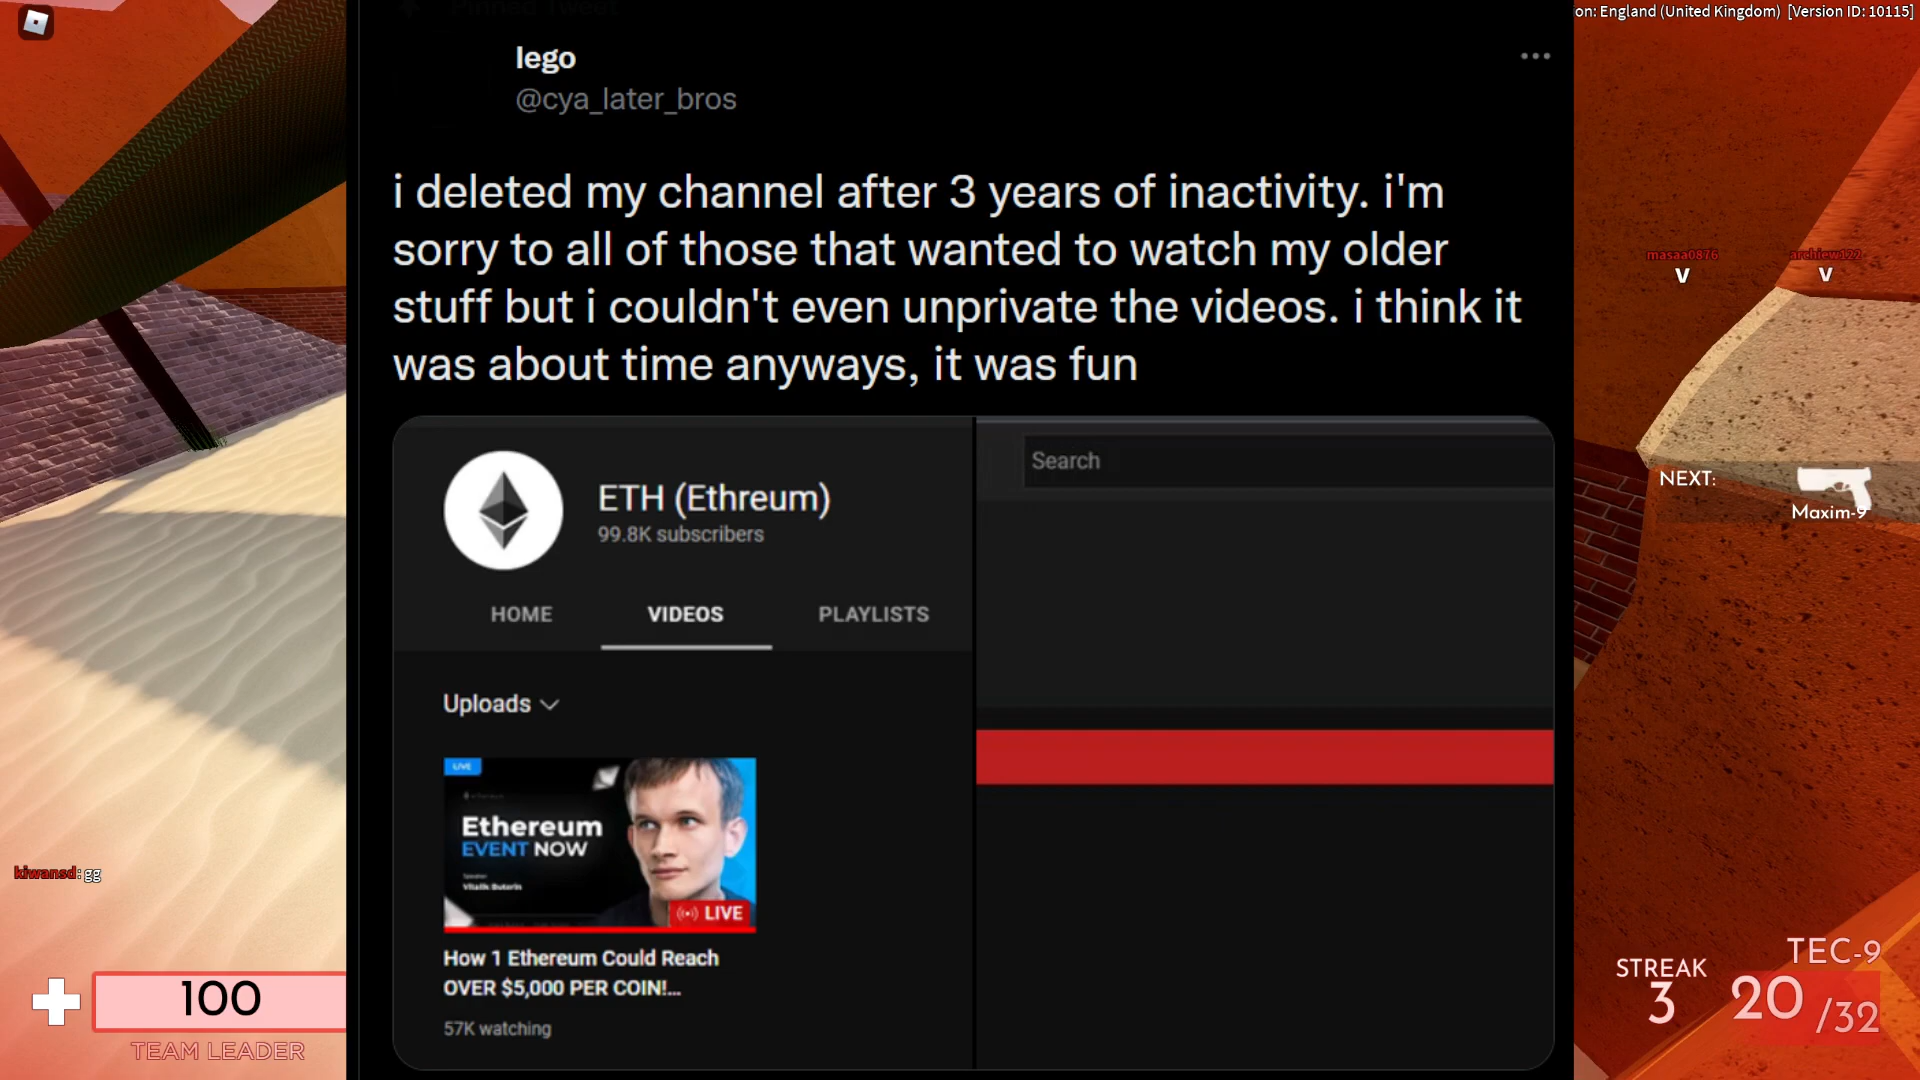 Pinned Tweet
on: England (United Kingdom) [Version ID: 10115]
lego
@cya_later_bros
i deleted my channel after 3 years of inactivity. i'm
sorry to all of those that wanted to watch my older
stuff but i couldn't even unprivate the videos. i think it
was about time anyways, it was fun
masaa0876
V
archiew122
V
ETH (Ethreum)
99.8K subscribers
Search
NEXT:
Maxim-9
HOME
VIDEOS
PLAYLISTS
Uploads
LIVE
Ethereum
EVENT NOW
Speaker
Vitalik Buterin
LIVE
How 1 Ethereum Could Reach
OVER $5,000 PER COIN!...
57K watching
kiwansd: gg
100
TEAM LEADER
STREAK
3
TEC-9
20 /32